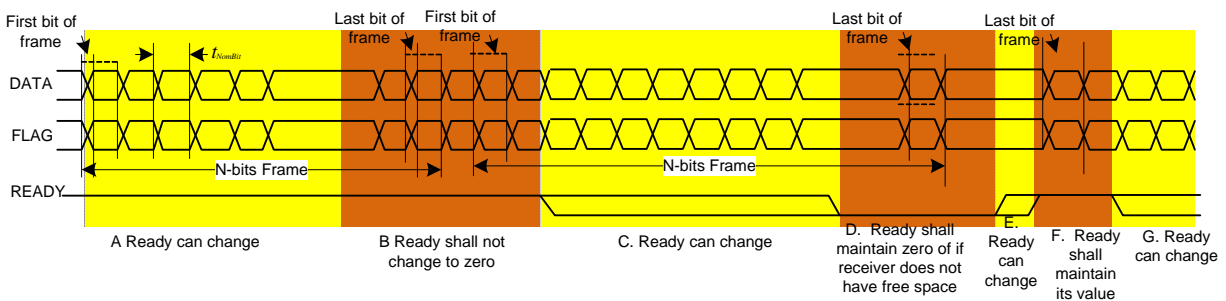 First bit of
frame
t NomBit
Last bit of
frame
First bit of
frame
Last bit of
frame
Last bit of
frame
DATA
FLAG
N-bits Frame
N-bits Frame
READY
A Ready can change
B Ready shall not
change to zero
C. Ready can change
D. Ready shall
maintain zero of if
receiver does not
have free space
E.
Ready
can
change
F. Ready
shall
maintain
its value
G. Ready
can change